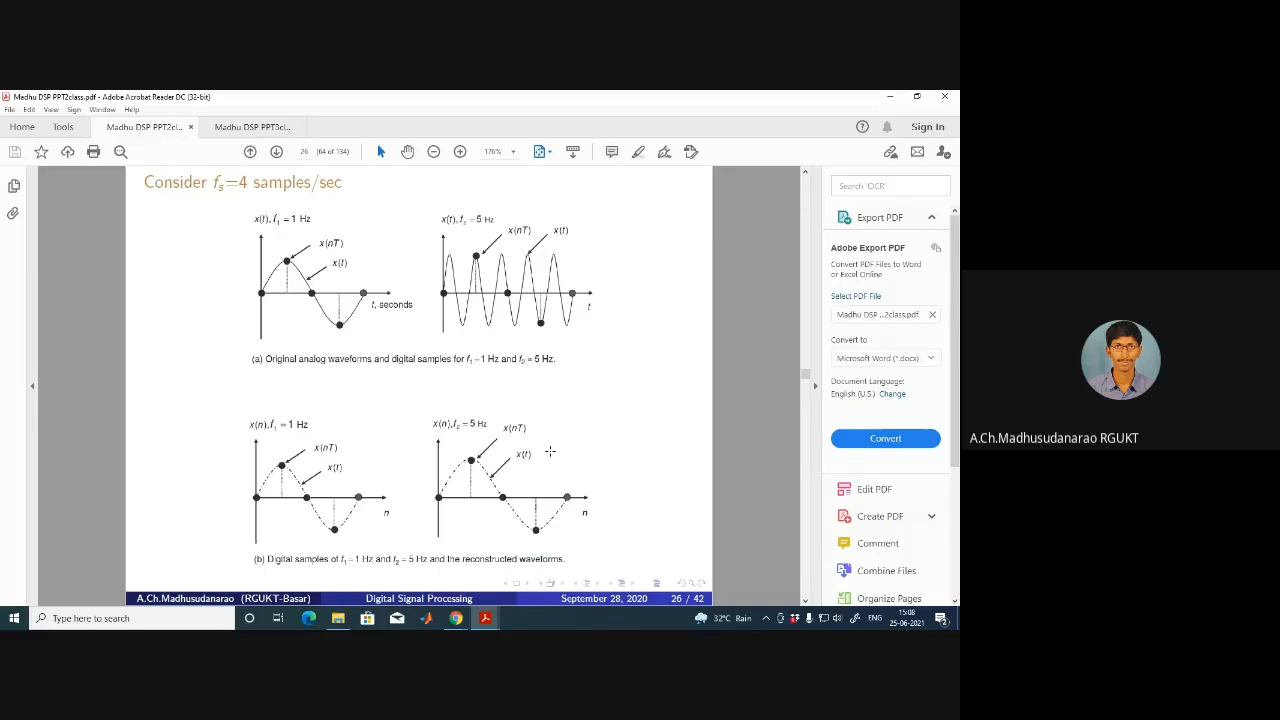 Madhu DSP PPT2class.pdf - Adobe Acrobat Reader DC (32-bit)
File Edit View Sign Window Help
Home Tools Madhu DSP PPT2cl... × Madhu DSP PPT3cl... Sign In
26 (64 of 134) 176%
Consider fs=4 samples/sec
x(t), f1 = 1 Hz
x(nT)
x(t)
t, seconds
x(t), f2 = 5 Hz
x(nT) x(t)
t
(a) Original analog waveforms and digital samples for f1 = 1 Hz and f2 = 5 Hz.
x(n), f1 = 1 Hz
x(nT)
x(t)
n
x(n), f2 = 5 Hz
x(nT)
x(t)
n
(b) Digital samples of f1 = 1 Hz and f2 = 5 Hz and the reconstructed waveforms.
A.Ch.Madhusudanarao (RGUKT-Basar) Digital Signal Processing September 28, 2020 26 / 42
Search 'OCR'
Export PDF
Adobe Export PDF
Convert PDF Files to Word
or Excel Online
Select PDF File
Madhu DSP ...2class.pdf
Convert to
Microsoft Word (*.docx)
Document Language:
English (U.S.) Change
Convert
Edit PDF
Create PDF
Comment
Combine Files
Organize Pages
A.Ch.Madhusudanarao RGUKT
Type here to search
32°C Rain ENG
15:08
25-06-2021
2